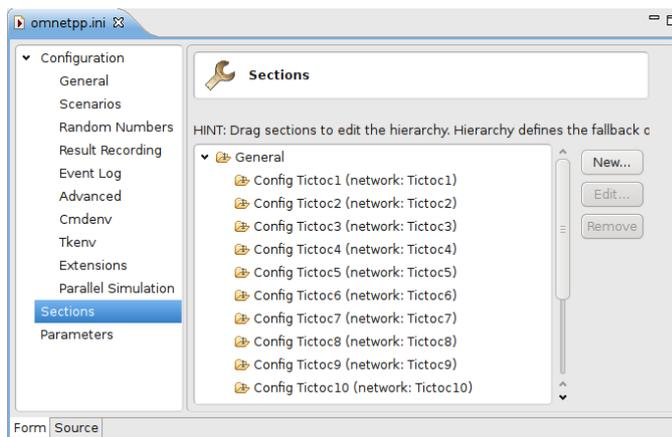 omnetpp.ini
Configuration
General
Scenarios
Random Numbers
Result Recording
Event Log
Advanced
Cmdenv
Tkenv
Extensions
Parallel Simulation
Sections
Parameters
Sections
HINT: Drag sections to edit the hierarchy. Hierarchy defines the fallback o
General
Config Tictoc1 (network: Tictoc1)
Config Tictoc2 (network: Tictoc2)
Config Tictoc3 (network: Tictoc3)
Config Tictoc4 (network: Tictoc4)
Config Tictoc5 (network: Tictoc5)
Config Tictoc6 (network: Tictoc6)
Config Tictoc7 (network: Tictoc7)
Config Tictoc8 (network: Tictoc8)
Config Tictoc9 (network: Tictoc9)
Config Tictoc10 (network: Tictoc10)
New...
Edit...
Remove
Form Source